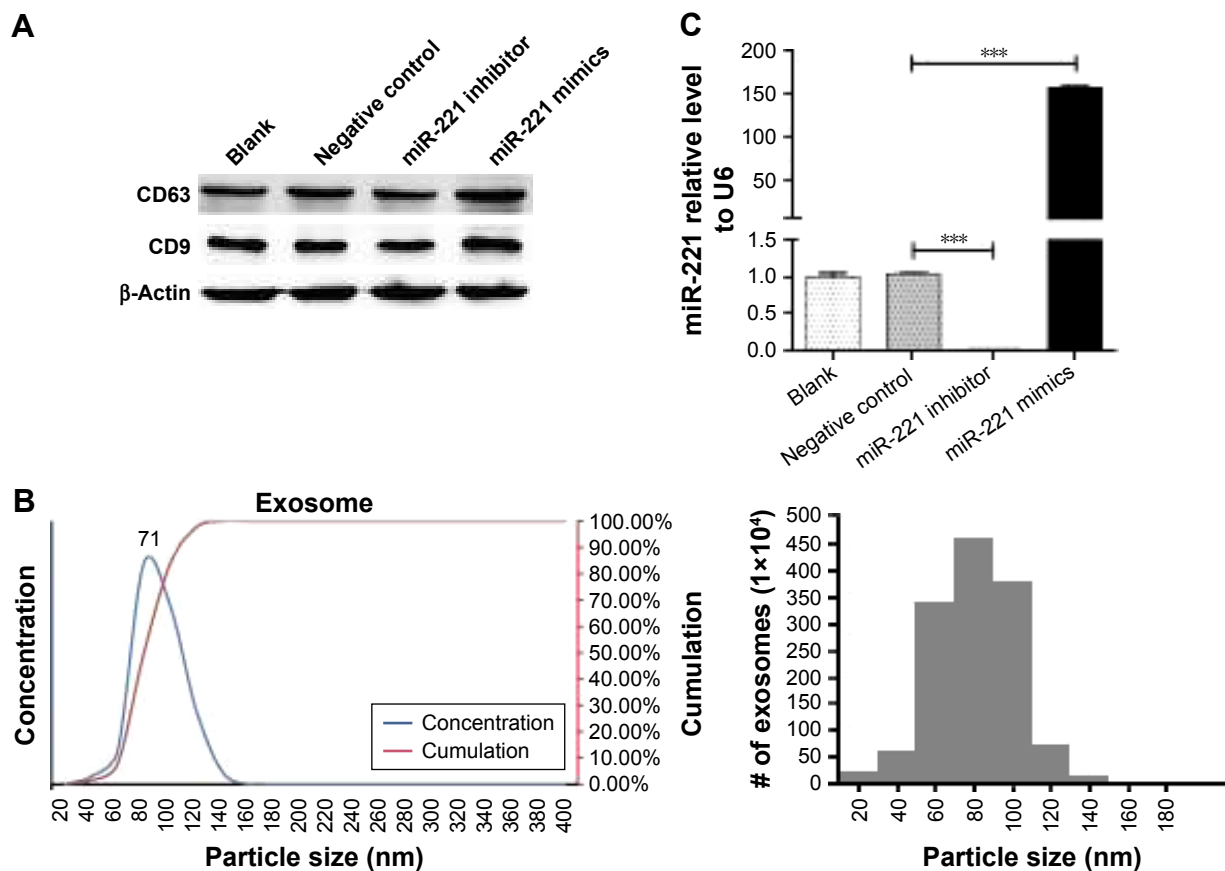 A
Blank
Negative control
miR-221 inhibitor
miR-221 mimics
CD63
CD9
β-Actin
C
miR-221 relative level
to U6
200
150
100
50
1.5
1.0
0.5
0.0
***
***
Blank
Negative control
miR-221 inhibitor
miR-221 mimics
B
Exosome
71
Concentration
Cumulation
100.00%
90.00%
80.00%
70.00%
60.00%
50.00%
40.00%
30.00%
20.00%
10.00%
0.00%
Concentration
Cumulation
20 40 60 80 100 120 140 160 180 200 220 240 260 280 300 320 340 360 380 400
Particle size (nm)
# of exosomes (1×10⁴)
500
450
400
350
300
250
200
150
100
50
0
20 40 60 80 100 120 140 160 180
Particle size (nm)